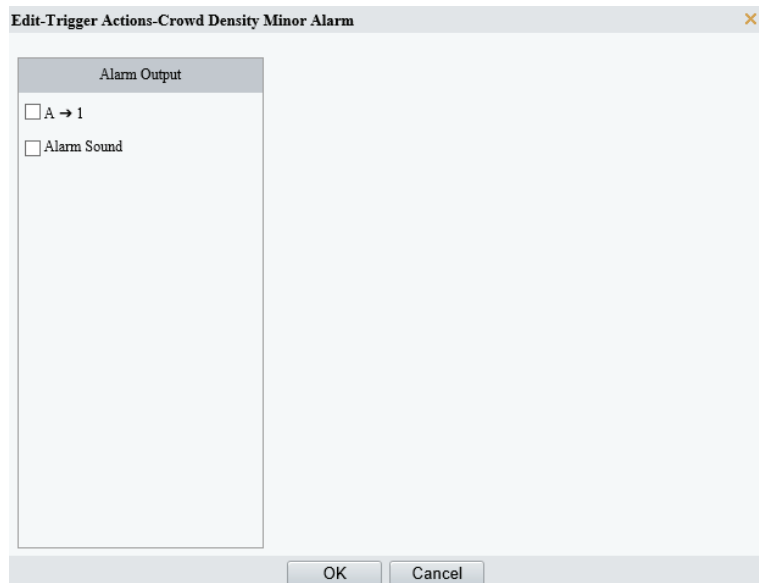 Edit-Trigger Actions-Crowd Density Minor Alarm
Alarm Output
A ➔ 1
Alarm Sound
OK Cancel